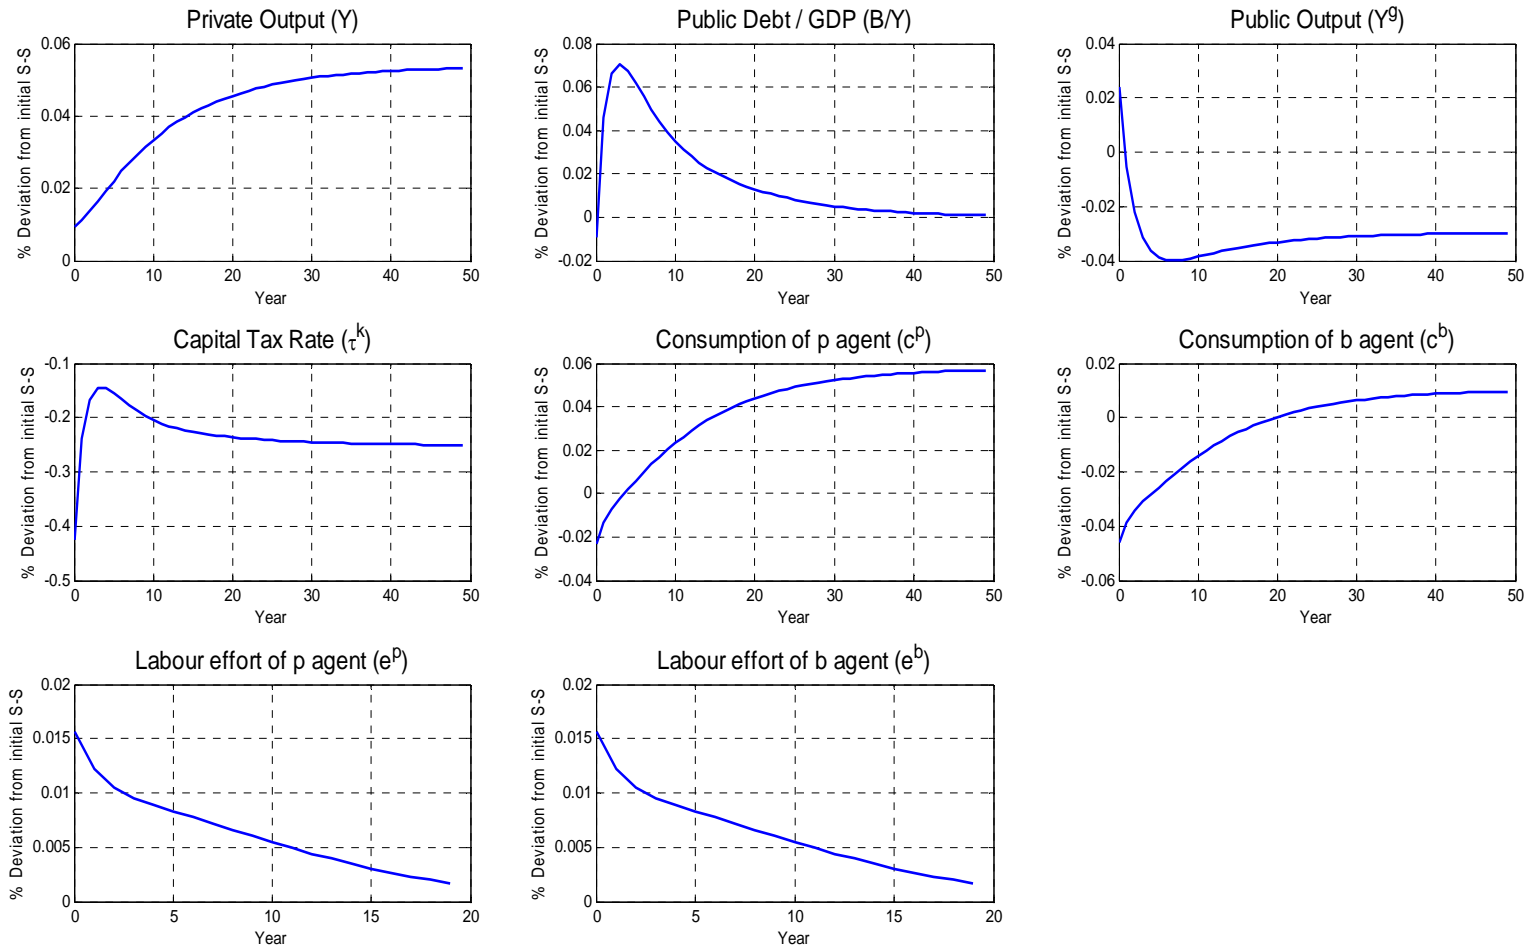 Private Output (Y)
% Deviation from initial S-S
0.06
0.04
0.02
0
0 10 20 30 40 50
Year
Public Debt / GDP (B/Y)
% Deviation from initial S-S
0.08
0.06
0.04
0.02
0
-0.02
0 10 20 30 40 50
Year
Public Output (Y^g)
% Deviation from initial S-S
0.04
0.02
0
-0.02
-0.04
0 10 20 30 40 50
Year
Capital Tax Rate (τ^k)
% Deviation from initial S-S
-0.1
-0.2
-0.3
-0.4
-0.5
0 10 20 30 40 50
Year
Consumption of p agent (c^p)
% Deviation from initial S-S
0.06
0.04
0.02
0
-0.02
-0.04
0 10 20 30 40 50
Year
Consumption of b agent (c^b)
% Deviation from initial S-S
0.02
0
-0.02
-0.04
-0.06
0 10 20 30 40 50
Year
Labour effort of p agent (e^p)
% Deviation from initial S-S
0.02
0.015
0.01
0.005
0
0 5 10 15 20
Year
Labour effort of b agent (e^b)
% Deviation from initial S-S
0.02
0.015
0.01
0.005
0
0 5 10 15 20
Year